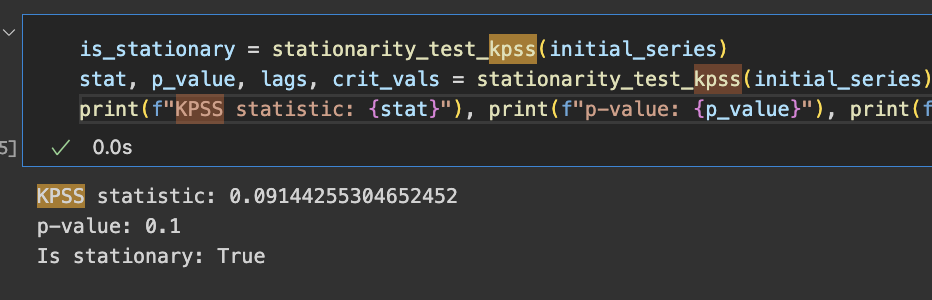 is_stationary = stationarity_test_kpss(initial_series)
stat, p_value, lags, crit_vals = stationarity_test_kpss(initial_series)
print(f"KPSS statistic: {stat}"), print(f"p-value: {p_value}"), print(f
5] 0.0s
KPSS statistic: 0.09144255304652452
p-value: 0.1
Is stationary: True